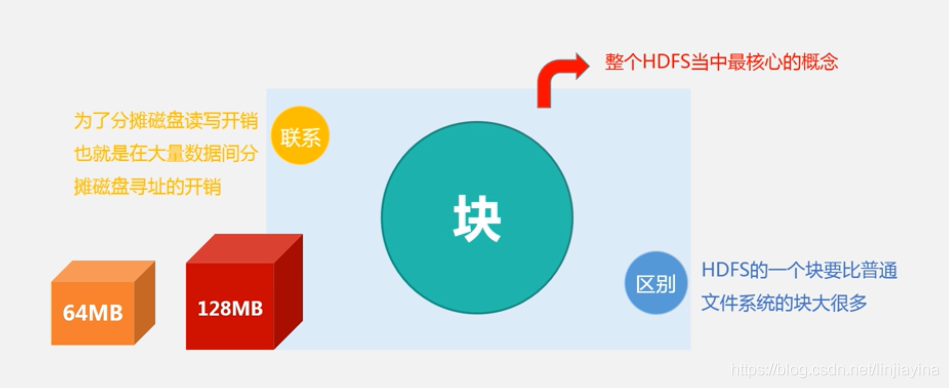 整个HDFS当中最核心的概念
为了分摊磁盘读写开销
也就是在大量数据间分
摊磁盘寻址的开销
联系
块
64MB
128MB
区别
HDFS的一个块要比普通
文件系统的块大很多
https://blog.csdn.net/linjiayina